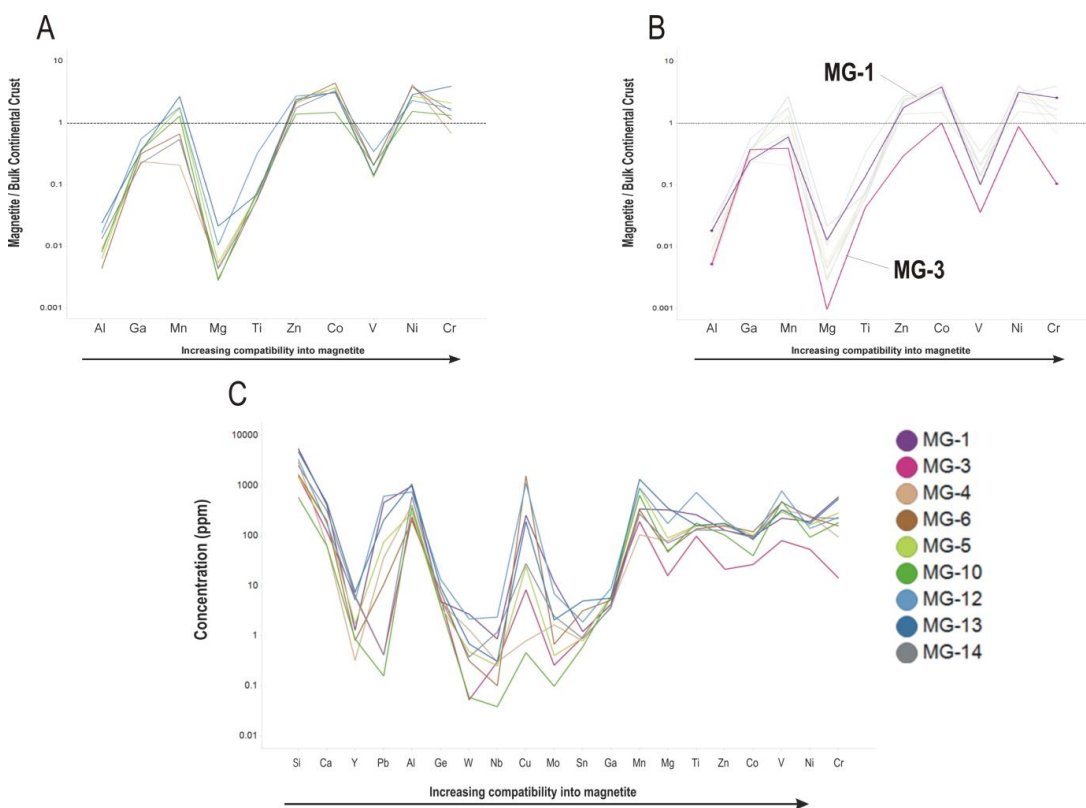 A
Magnetite / Bulk Continental Crust
10
1
0.1
0.01
0.001
Al Ga Mn Mg Ti Zn Co V Ni Cr
Increasing compatibility into magnetite
B
Magnetite / Bulk Continental Crust
10
1
0.1
0.01
0.001
MG-1
MG-3
Al Ga Mn Mg Ti Zn Co V Ni Cr
Increasing compatibility into magnetite
C
Concentration (ppm)
10000
1000
100
10
1
0.1
0.01
Si Ca Y Pb Al Ge W Nb Cu Mo Sn Ga Mn Mg Ti Zn Co V Ni Cr
Increasing compatibility into magnetite
MG-1
MG-3
MG-4
MG-6
MG-5
MG-10
MG-12
MG-13
MG-14